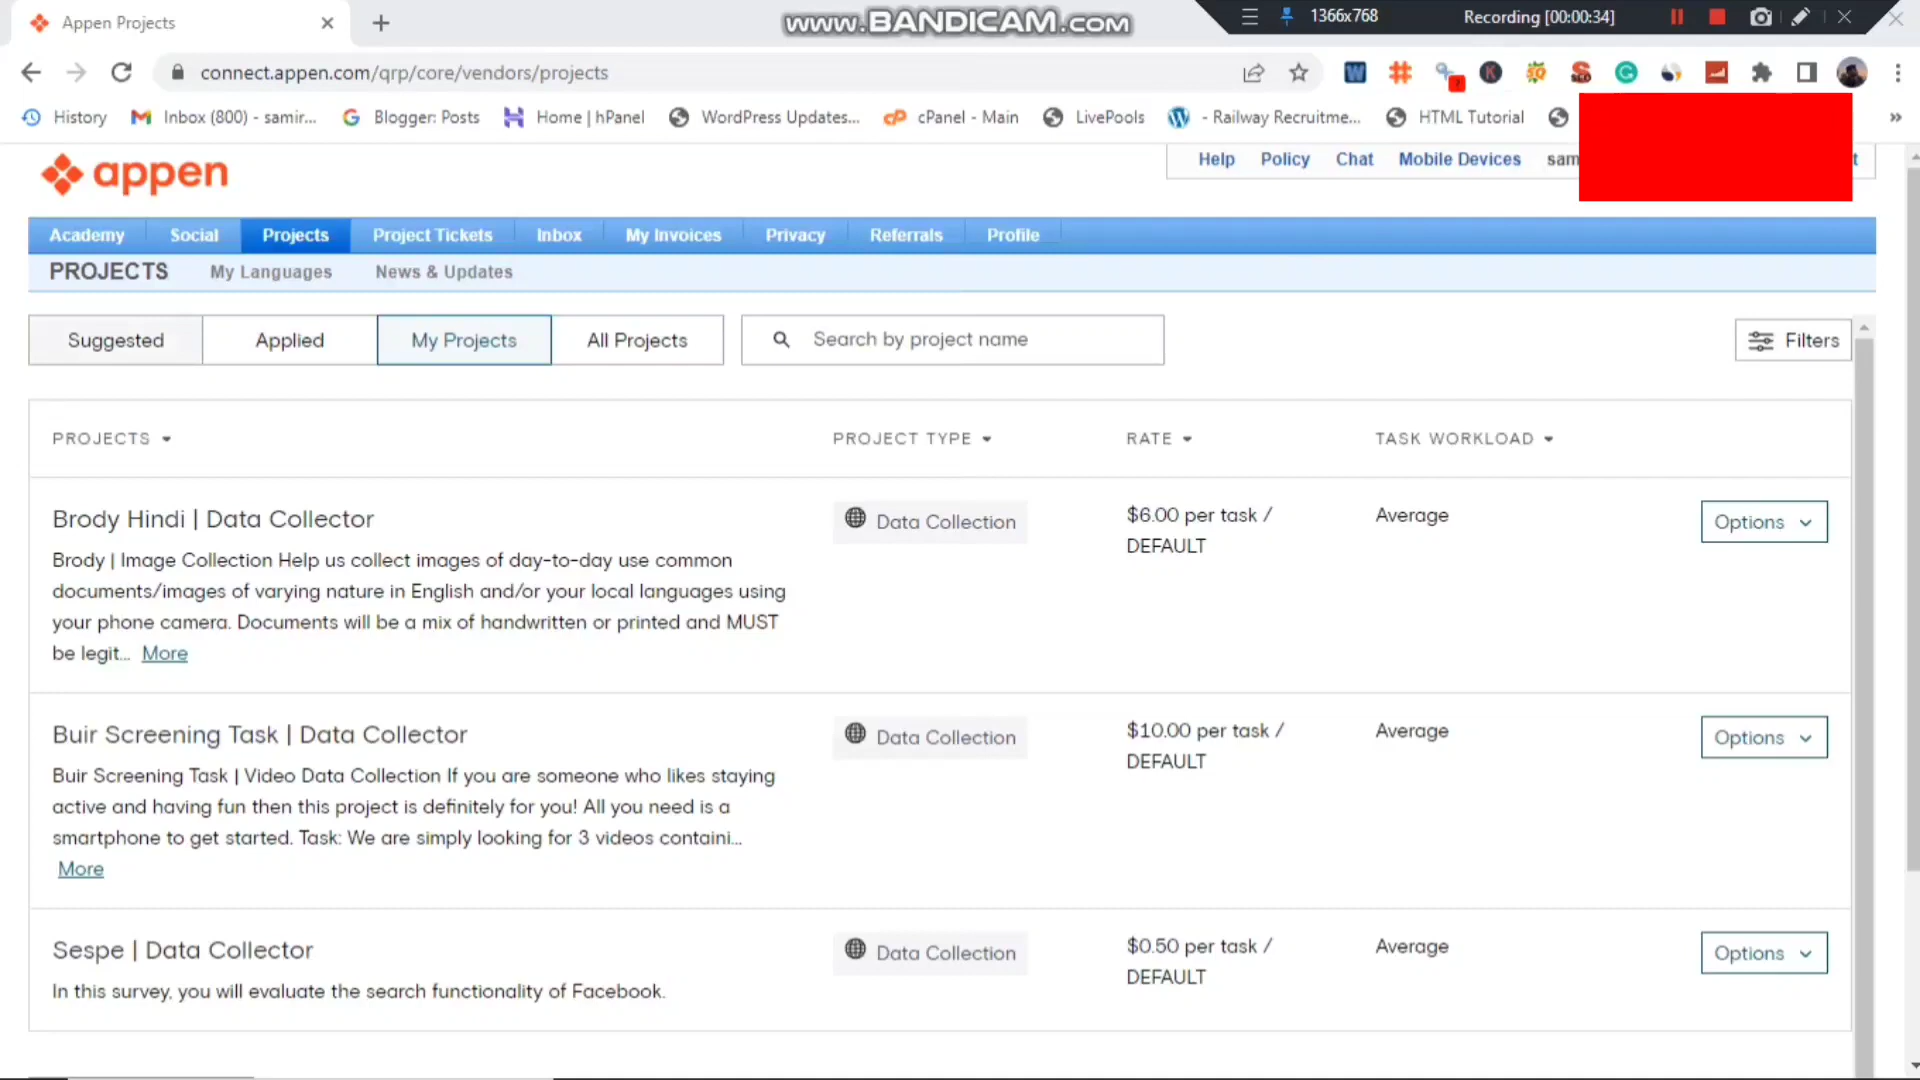 Appen Projects
www.BANDICAM.com
1366x768
Recording [00:00:34]
connect.appen.com/qrp/core/vendors/projects
History
Inbox (800) - samir...
Blogger: Posts
Home | hPanel
WordPress Updates...
cPanel - Main
LivePools
- Railway Recruitme...
HTML Tutorial
appen
Help Policy Chat Mobile Devices sam
Academy Social Projects Project Tickets Inbox My Invoices Privacy Referrals Profile
PROJECTS My Languages News & Updates
Suggested Applied My Projects All Projects Search by project name Filters
PROJECTS PROJECT TYPE RATE TASK WORKLOAD
Brody Hindi | Data Collector
Brody | Image Collection Help us collect images of day-to-day use common
documents/images of varying nature in English and/or your local languages using
your phone camera. Documents will be a mix of handwritten or printed and MUST
be legit... More
Data Collection
$6.00 per task /
DEFAULT
Average
Options
Buir Screening Task | Data Collector
Buir Screening Task | Video Data Collection If you are someone who likes staying
active and having fun then this project is definitely for you! All you need is a
smartphone to get started. Task: We are simply looking for 3 videos containi...
More
Data Collection
$10.00 per task /
DEFAULT
Average
Options
Sespe | Data Collector
In this survey, you will evaluate the search functionality of Facebook.
Data Collection
$0.50 per task /
DEFAULT
Average
Options